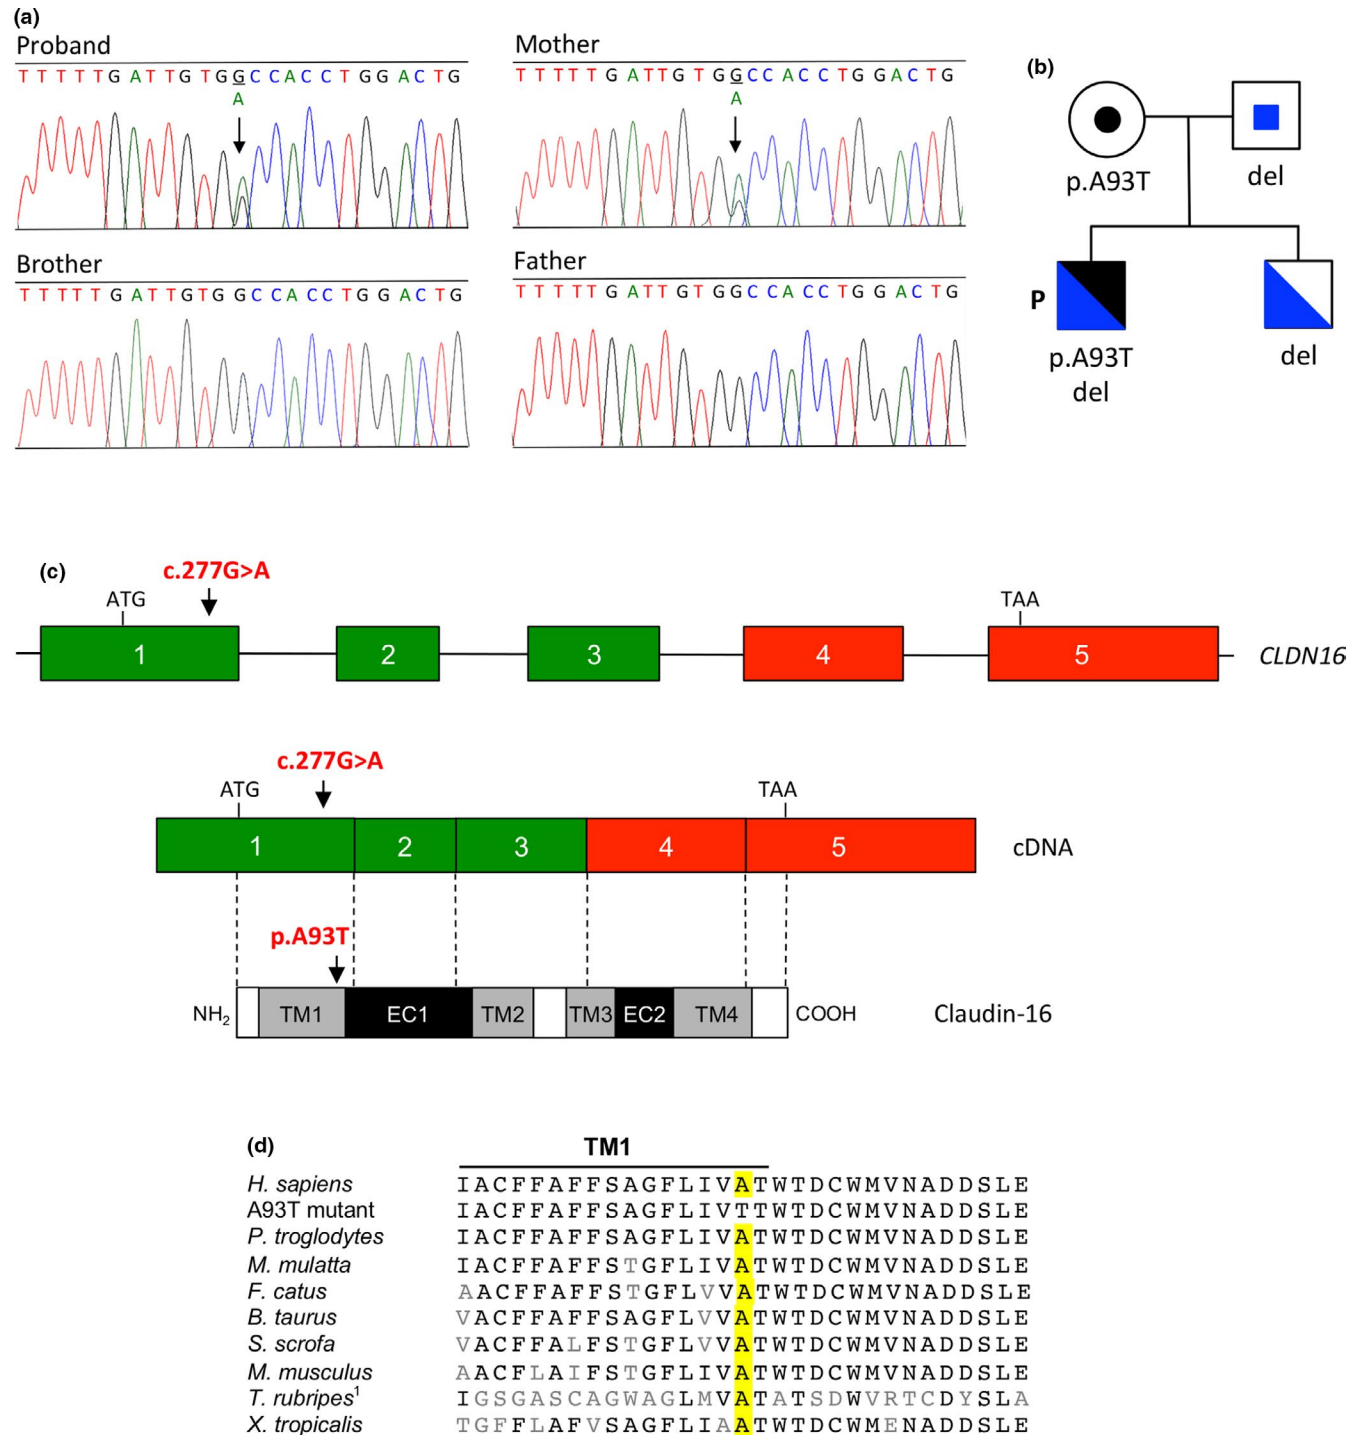 (a)
Proband
T T T T T G A T T G T G G C C A C C T G G A C T G
A
Mother
T T T T T G A T T G T G G C C A C C T G G A C T G
A
Brother
T T T T T G A T T G T G G C C A C C T G G A C T G
Father
T T T T T G A T T G T G G C C A C C T G G A C T G
(b)
p.A93T
del
P
p.A93T
del
del
(c)
c.277G>A
ATG
TAA
1
2
3
4
5
CLDN16
c.277G>A
ATG
TAA
1
2
3
4
5
cDNA
p.A93T
NH2
TM1
EC1
TM2
TM3
EC2
TM4
COOH
Claudin-16
(d)
TM1
H. sapiens IACFFAFFSAGFLIVATWTDCWMVNADDSLE
A93T mutant IACFFAFFSAGFLIVTTWTDCWMVNADDSLE
P. troglodytes IACFFAFFSAGFLIVATWTDCWMVNADDSLE
M. mulatta IACFFAFFSTGFLIVATWTDCWMVNADDSLE
F. catus AACFFAFFSTGFLVVATWTDCWMVNADDSLE
B. taurus VACFFAFFSAGFLVVATWTDCWMVNADDSLE
S. scrofa VACFFALFSTGFLVVATWTDCWMVNADDSLE
M. musculus AACFLAIFSTGFLIVATWTDCWMVNADDSLE
T. rubripes1 IGSGASCAGWAGLMVATATSDWVRTCDYSLA
X. tropicalis TGFFLAFVSAGFLIAATWTDCWMENADDSLE